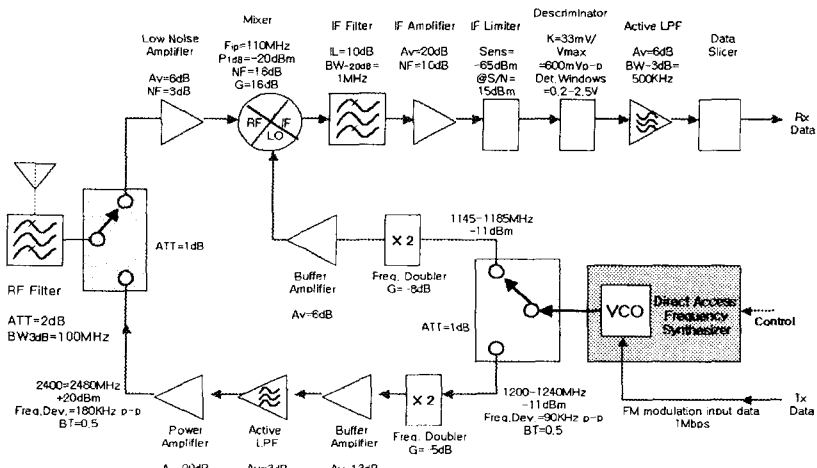 Mixer
Fip=110MHz
P1dB=-20dBm
NF=18dB
G=16dB
Low Noise
Amplifier
Av=6dB
NF=3dB
IF Filter
IL=10dB
BW-20dB=
1MHz
IF Amplifier
Av=20dB
NF=10dB
IF Limiter
Sens=
-65dBm
@S/N=
15dBm
Descriminator
K=33mV/
Vmax
=600mVp-p
Det. Windows
=0.2-2.5V
Active LPF
Av=6dB
BW-3dB=
500KHz
Data
Slicer
RF
IF
LO
Rx
Data
ATT=1dB
RF Filter
ATT=2dB
BW3dB=100MHz
Buffer
Amplifier
Av=6dB
X 2
Freq. Doubler
G= -8dB
1145-1185MHz
-11dBm
ATT=1dB
VCO
Direct Access
Frequency
Synthesizer
Control
2400=2480MHz
+20dBm
Freq.Dev.=180KHz p-p
BT=0.5
Power
Amplifier
Active
LPF
Buffer
Amplifier
X 2
Freq. Doubler
G= -5dB
1200-1240MHz
-11dBm
Freq.Dev.=90KHz p-p
BT=0.5
FM modulation input data
1Mbps
Tx
Data